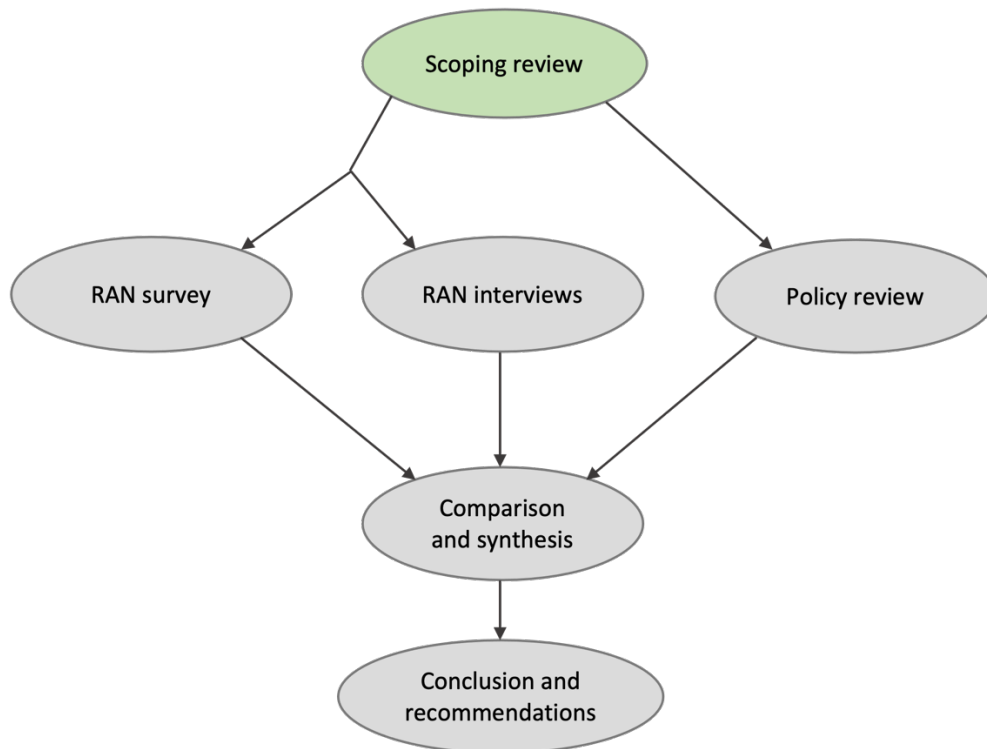 Scoping review
RAN survey
RAN interviews
Policy review
Comparison
and synthesis
Conclusion and
recommendations